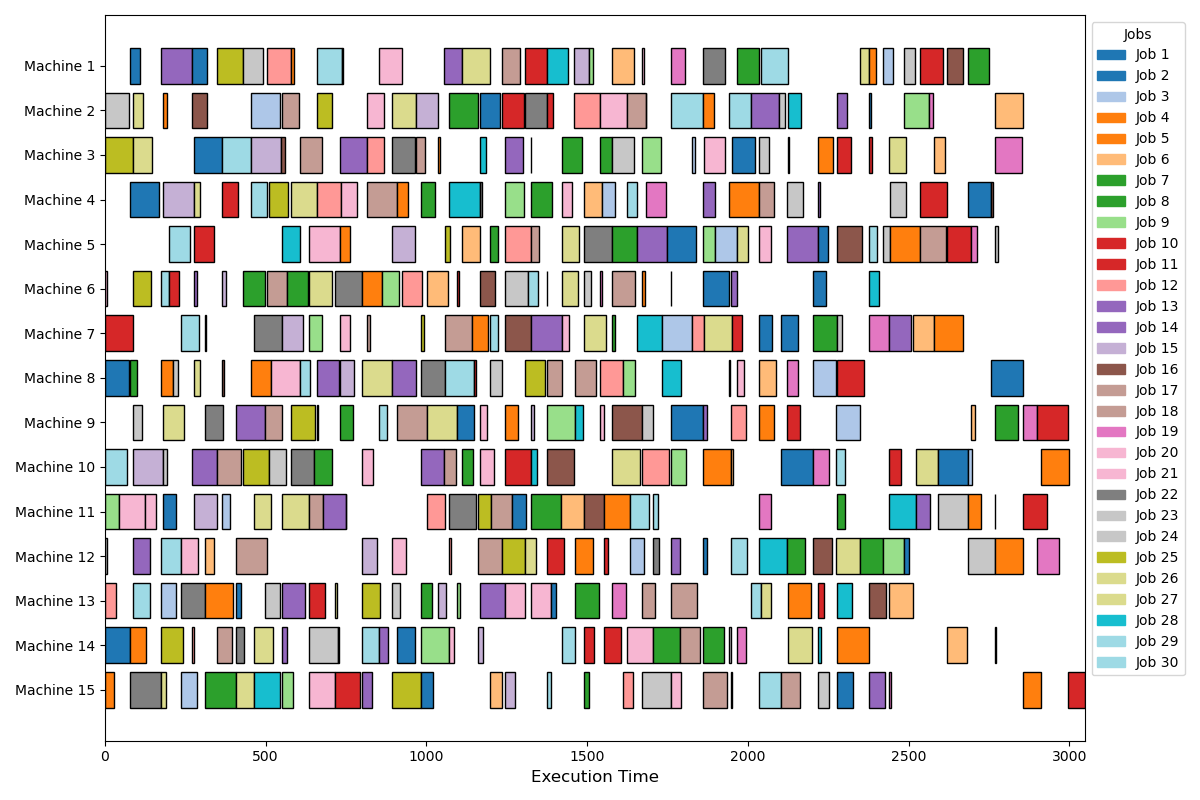 Machine 1
Machine 2
Machine 3
Machine 4
Machine 5
Machine 6
Machine 7
Machine 8
Machine 9
Machine 10
Machine 11
Machine 12
Machine 13
Machine 14
Machine 15
0 500 1000 1500 2000 2500 3000
Execution Time
Jobs
Job 1
Job 2
Job 3
Job 4
Job 5
Job 6
Job 7
Job 8
Job 9
Job 10
Job 11
Job 12
Job 13
Job 14
Job 15
Job 16
Job 17
Job 18
Job 19
Job 20
Job 21
Job 22
Job 23
Job 24
Job 25
Job 26
Job 27
Job 28
Job 29
Job 30